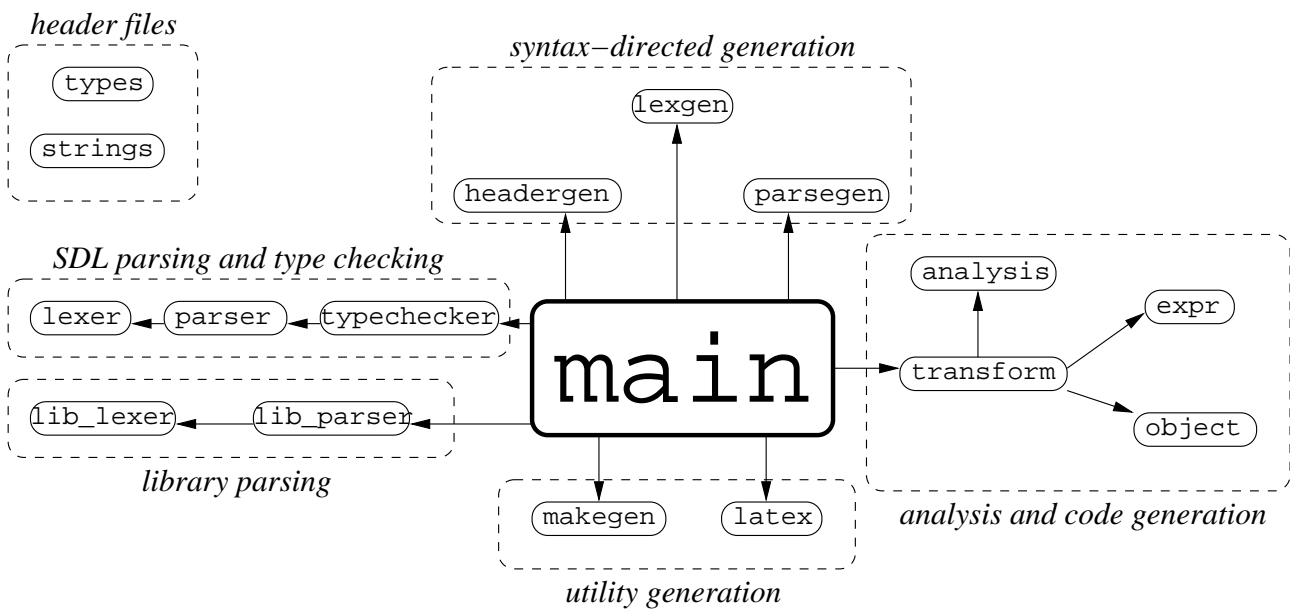 header files
types
strings
syntax−directed generation
lexgen
headergen
parsegen
SDL parsing and type checking
lexer
parser
typechecker
main
analysis
expr
transform
object
lib_lexer
lib_parser
library parsing
makegen
latex
utility generation
analysis and code generation